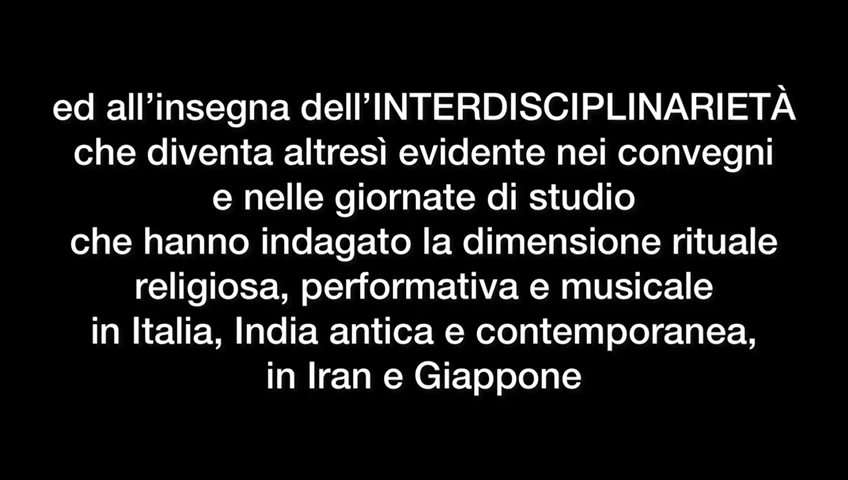 ed all’insegna dell’INTERDISCIPLINARIETÀ
che diventa altresì evidente nei convegni
e nelle giornate di studio
che hanno indagato la dimensione rituale
religiosa, performativa e musicale
in Italia, India antica e contemporanea,
in Iran e Giappone